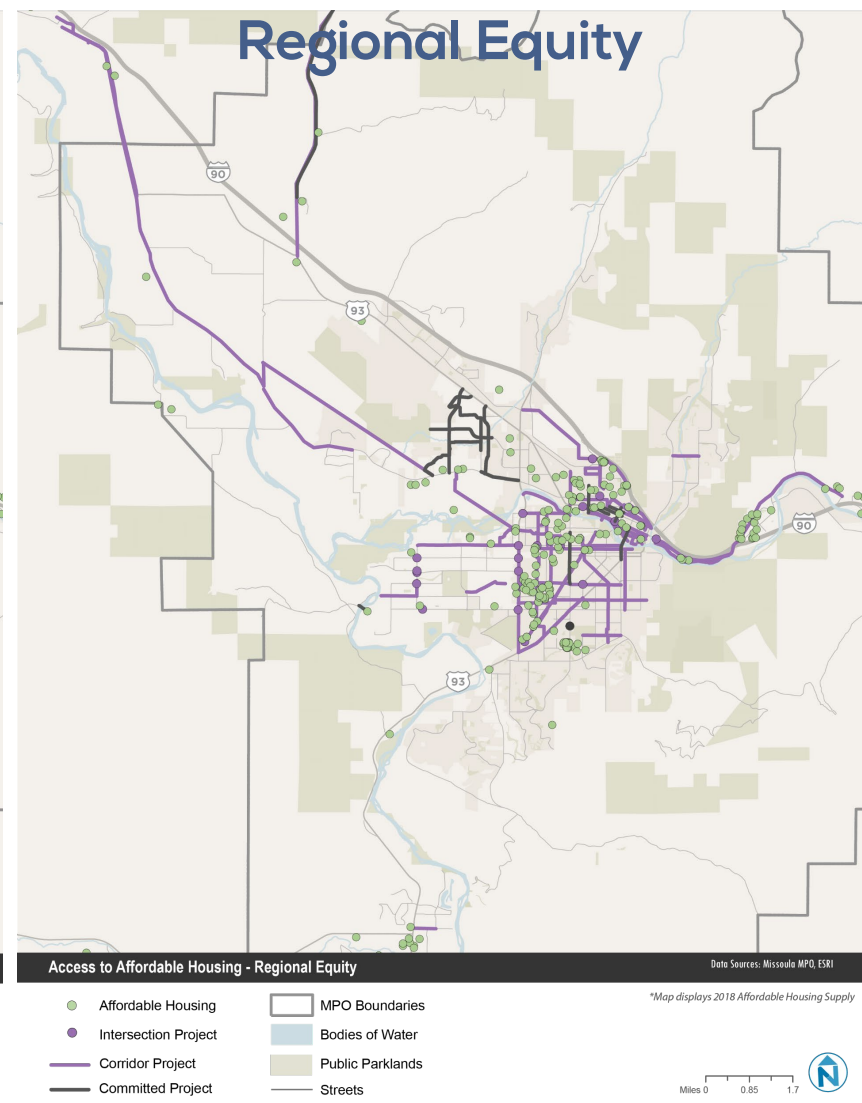 Regional Equity
90
93
90
93
Access to Affordable Housing - Regional Equity
Data Sources: Missoula MPO, ESRI
*Map displays 2018 Affordable Housing Supply
Affordable Housing
Intersection Project
Corridor Project
Committed Project
MPO Boundaries
Bodies of Water
Public Parklands
Streets
Miles 0 0.85 1.7
N